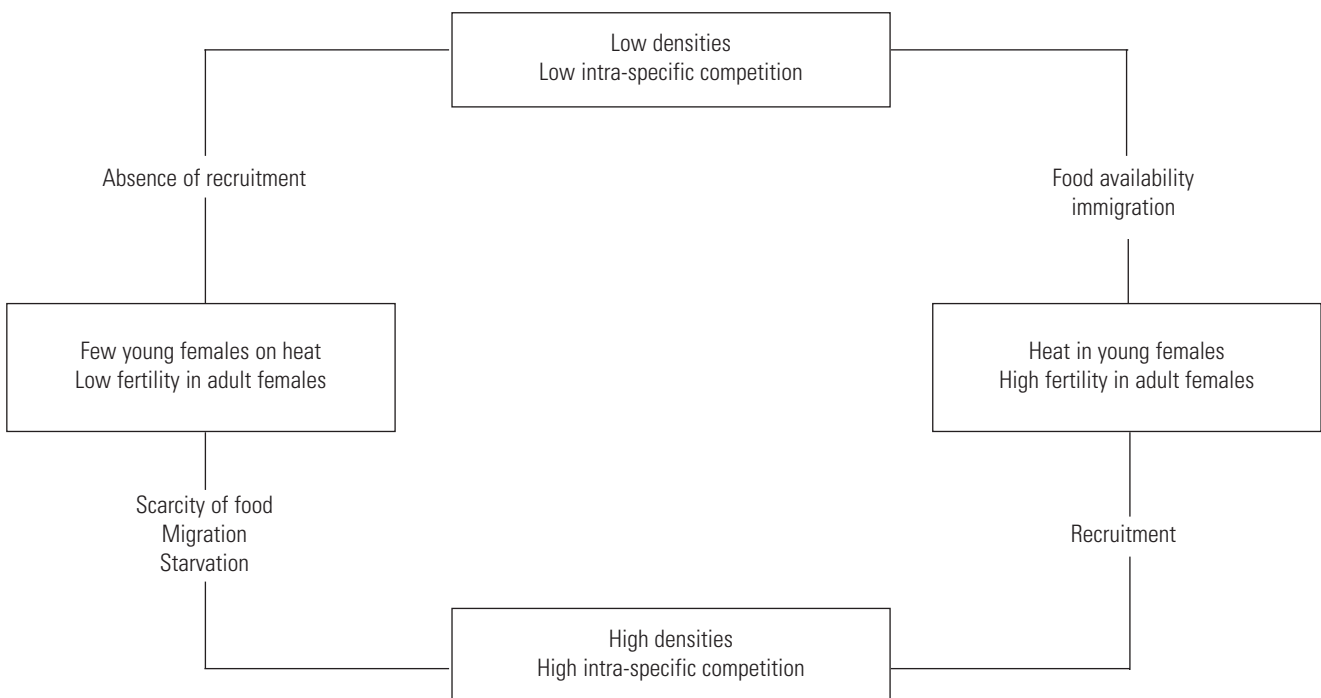 Low densities
Low intra-specific competition
Absence of recruitment
Food availability
immigration
Few young females on heat
Low fertility in adult females
Heat in young females
High fertility in adult females
Scarcity of food
Migration
Starvation
Recruitment
High densities
High intra-specific competition